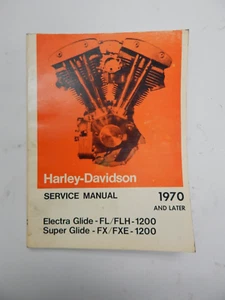 Harley-Davidson
SERVICE MANUAL 1970
AND LATER
Electra Glide - FL/FLH-1200
Super Glide - FX/FXE-1200